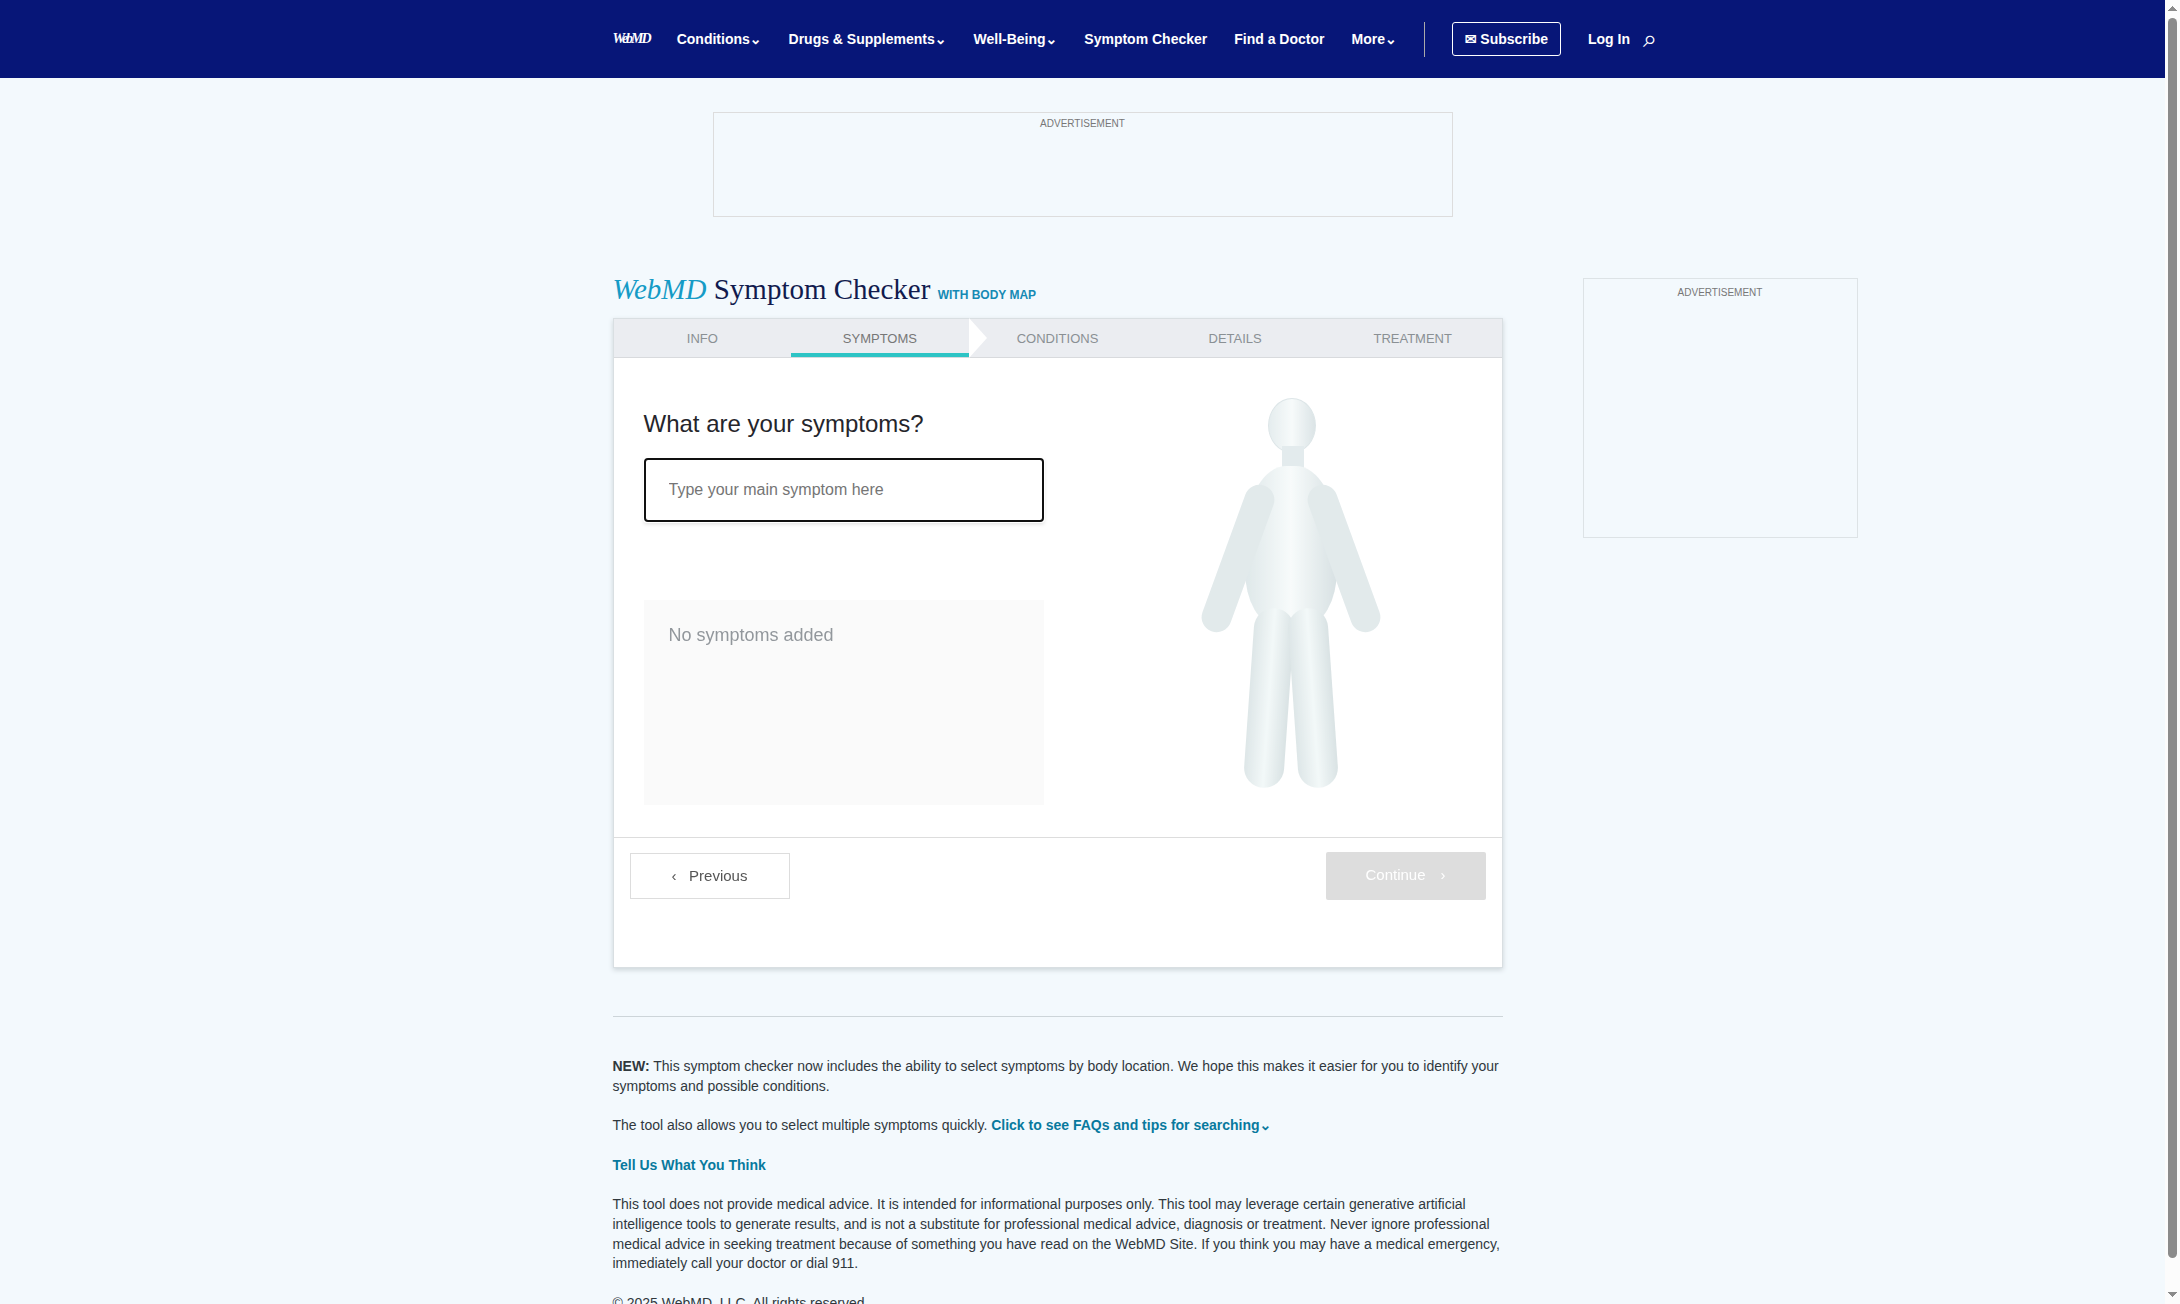 WebMD Conditions⌄ Drugs & Supplements⌄ Well-Being⌄ Symptom Checker Find a Doctor More⌄ ✉ Subscribe Log In
ADVERTISEMENT
WebMD Symptom Checker WITH BODY MAP
ADVERTISEMENT
INFO SYMPTOMS CONDITIONS DETAILS TREATMENT
What are your symptoms?
Type your main symptom here
No symptoms added
‹ Previous
Continue ›
NEW: This symptom checker now includes the ability to select symptoms by body location. We hope this makes it easier for you to identify your
symptoms and possible conditions.
The tool also allows you to select multiple symptoms quickly. Click to see FAQs and tips for searching⌄
Tell Us What You Think
This tool does not provide medical advice. It is intended for informational purposes only. This tool may leverage certain generative artificial
intelligence tools to generate results, and is not a substitute for professional medical advice, diagnosis or treatment. Never ignore professional
medical advice in seeking treatment because of something you have read on the WebMD Site. If you think you may have a medical emergency,
immediately call your doctor or dial 911.
© 2025 WebMD, LLC. All rights reserved.